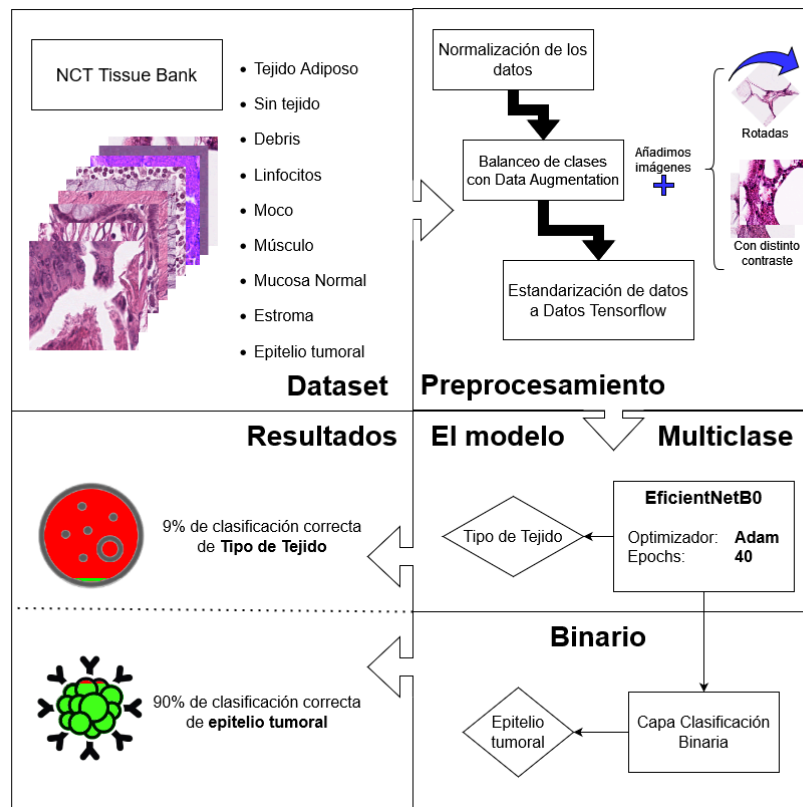 NCT Tissue Bank
• Tejido Adiposo
• Sin tejido
• Debris
• Linfocitos
• Moco
• Músculo
• Mucosa Normal
• Estroma
• Epitelio tumoral
Dataset
Normalización de los
datos
Balanceo de clases
con Data Augmentation
Añadimos
imágenes
Rotadas
Con distinto
contraste
Estandarización de datos
a Datos Tensorflow
Preprocesamiento
Resultados
9% de clasificación correcta
de Tipo de Tejido
90% de clasificación correcta
de epitelio tumoral
El modelo
Multiclase
EficientNetB0
Optimizador: Adam
Epochs: 40
Tipo de Tejido
Binario
Epitelio
tumoral
Capa Clasificación
Binaria